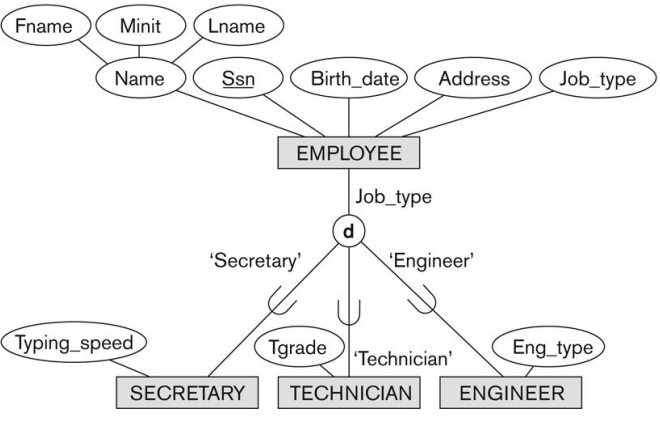 Fname
Minit
Lname
Name
Ssn
Birth_date
Address
Job_type
EMPLOYEE
Job_type
d
‘Secretary’
‘Engineer’
Typing_speed
Tgrade
‘Technician’
Eng_type
SECRETARY
TECHNICIAN
ENGINEER